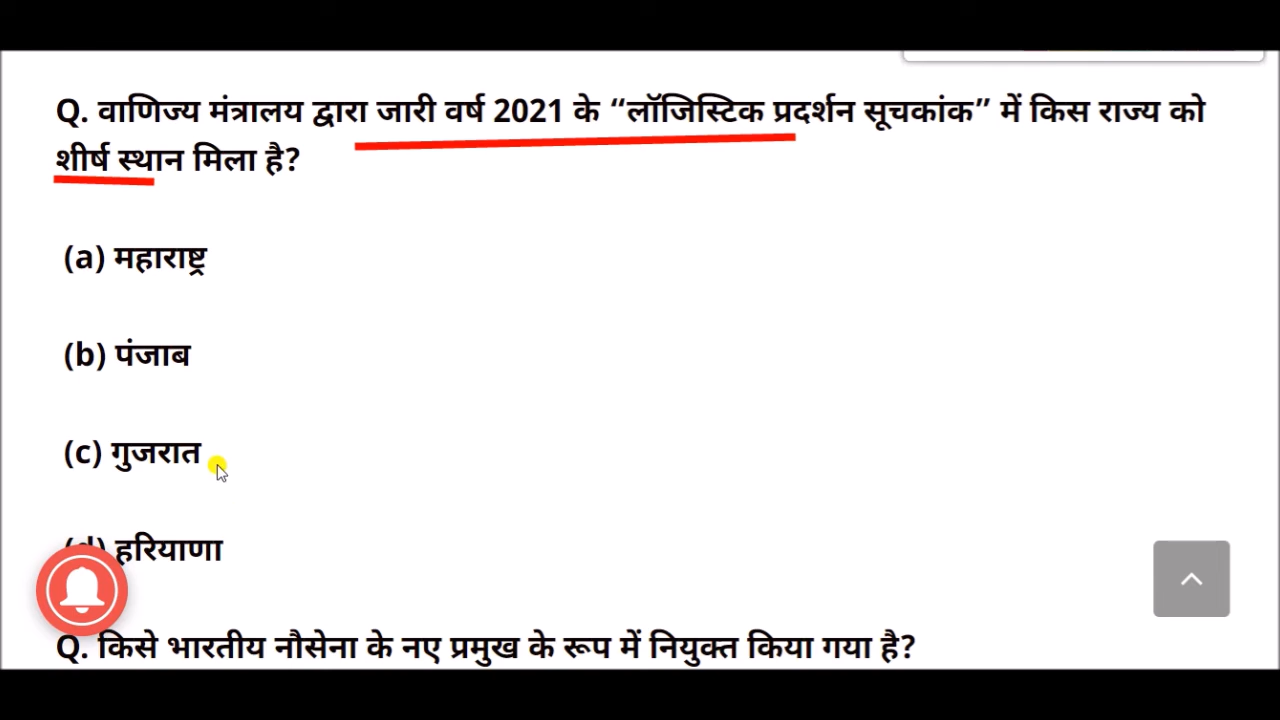 Q. वाणिज्य मंत्रालय द्वारा जारी वर्ष 2021 के “लॉजिस्टिक प्रदर्शन सूचकांक” में किस राज्य को
शीर्ष स्थान मिला है?
(a) महाराष्ट्र
(b) पंजाब
(c) गुजरात
(d) हरियाणा
Q. किसे भारतीय नौसेना के नए प्रमुख के रूप में नियुक्त किया गया है?